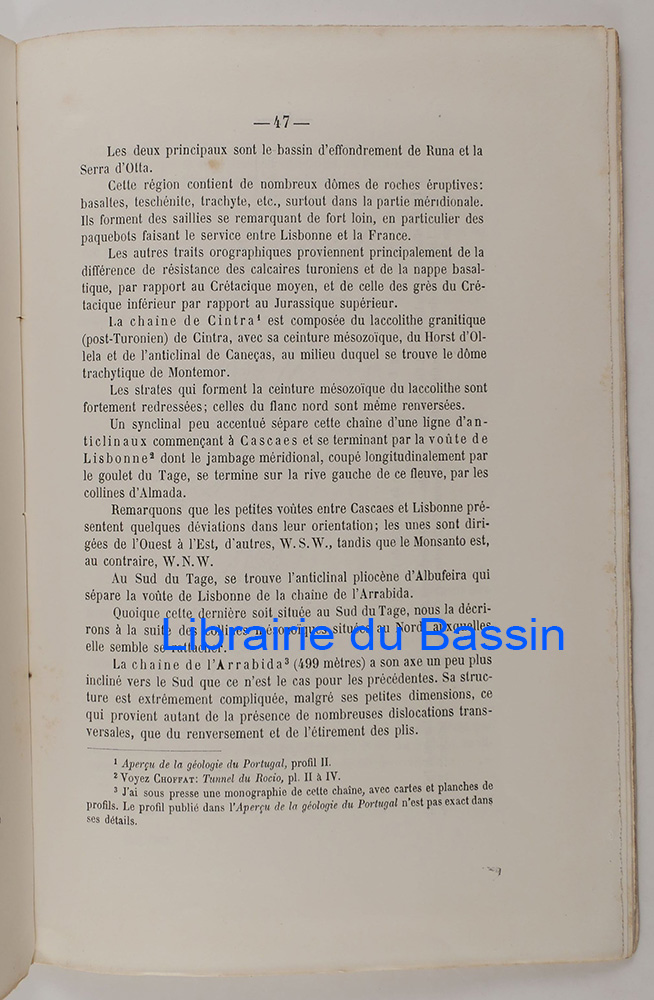 — 47 —
Les deux principaux sont le bassin d'effondrement de Runa et la
Serra d'Otta.
Cette région contient de nombreux dômes de roches éruptives:
basaltes, teschénite, trachyte, etc., surtout dans la partie méridionale.
Ils forment des saillies se remarquant de fort loin, en particulier des
paquebots faisant le service entre Lisbonne et la France.
Les autres traits orographiques proviennent principalement de la
différence de résistance des calcaires turoniens et de la nappe basal-
tique, par rapport au Crétacique moyen, et de celle des grès du Cré-
tacique inférieur par rapport au Jurassique supérieur.
La chaîne de Cintra¹ est composée du laccolithe granitique
(post-Turonien) de Cintra, avec sa ceinture mésozoïque, du Horst d'Ol-
lela et de l'anticlinal de Caneças, au milieu duquel se trouve le dôme
trachytique de Montemor.
Les strates qui forment la ceinture mésozoïque du laccolithe sont
fortement redressées; celles du flanc nord sont même renversées.
Un synclinal peu accentué sépare cette chaîne d'une ligne d'an-
ticlinaux commençant à Cascaes et se terminant par la voûte de
Lisbonne² dont le jambage méridional, coupé longitudinalement par
le goulet du Tage, se termine sur la rive gauche de ce fleuve, par les
collines d'Almada.
Remarquons que les petites voûtes entre Cascaes et Lisbonne pré-
sentent quelques déviations dans leur orientation; les unes sont diri-
gées de l'Ouest à l'Est, d'autres, W.S.W., tandis que le Monsanto est,
au contraire, W.N.W.
Au Sud du Tage, se trouve l'anticlinal pliocène d'Albufeira qui
sépare la voûte de Lisbonne de la chaîne de l'Arrabida.
Quoique cette dernière soit située au Sud du Tage, nous la décri-
rons à la suite des collines mésozoïques situées au Nord, auxquelles
elle semble se rattacher.
Librairie du Bassin
La chaîne de l'Arrabida³ (499 mètres) a son axe un peu plus
incliné vers le Sud que ce n'est le cas pour les précédentes. Sa struc-
ture est extrêmement compliquée, malgré ses petites dimensions, ce
qui provient autant de la présence de nombreuses dislocations trans-
versales, que du renversement et de l'étirement des plis.
¹ Aperçu de la géologie du Portugal, profil II.
² Voyez CHOFFAT: Tunnel du Rocio, pl. II à IV.
³ J'ai sous presse une monographie de cette chaîne, avec cartes et planches de
profils. Le profil publié dans l'Aperçu de la géologie du Portugal n'est pas exact dans
ses détails.